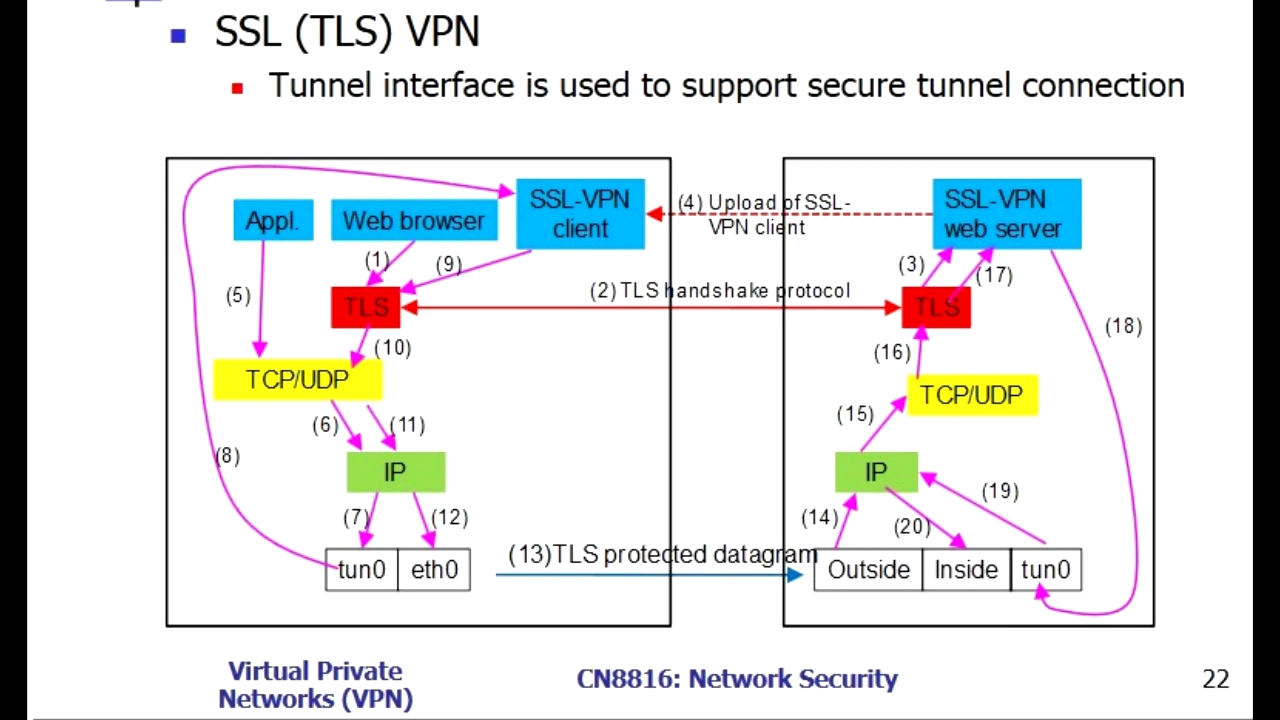 SSL (TLS) VPN
Tunnel interface is used to support secure tunnel connection
Appl.
Web browser
SSL-VPN
client
(4) Upload of SSL-
VPN client
SSL-VPN
web server
(1)
(9)
(3)
(17)
(5)
TLS
(2) TLS handshake protocol
TLS
(18)
(10)
(16)
TCP/UDP
TCP/UDP
(6)
(11)
(15)
(8)
IP
IP
(19)
(7)
(12)
(14)
(20)
(13)TLS protected datagram
tun0
eth0
Outside
Inside
tun0
Virtual Private
Networks (VPN)
CN8816: Network Security
22